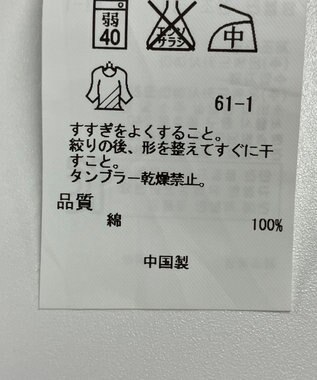 弱
40
エンソ
サラシ
中
61-1
すすぎをよくすること。
絞りの後、形を整えてすぐに干
すこと。
タンブラー乾燥禁止。
品質
綿 100%
中国製